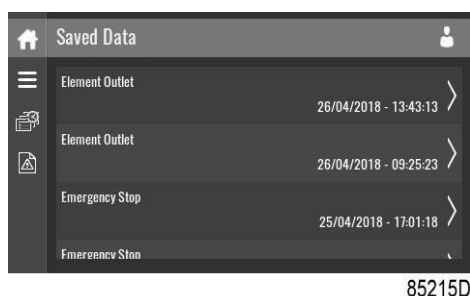 Saved Data
Element Outlet
26/04/2018 - 13:43:13
Element Outlet
26/04/2018 - 09:25:23
Emergency Stop
25/04/2018 - 17:01:18
Emergency Stop
85215D